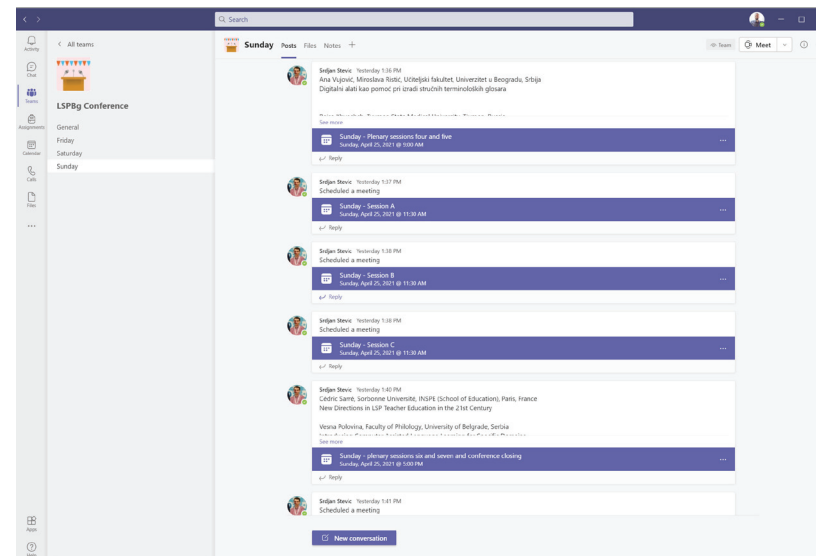 Search
Activity
Chat
Teams
Assignments
Calendar
Calls
Files
Apps
All teams
LSPBg Conference
General
Friday
Saturday
Sunday
Sunday Posts Files Notes
Team
Meet
Srdjan Stevic Yesterday 1:36 PM
Ana Vujović, Miroslava Ristić, Učiteljski fakultet, Univerzitet u Beogradu, Srbija
Digitalni alati kao pomoć pri izradi stručnih terminoloških glosara
See more
Sunday - Plenary sessions four and five
Sunday, April 25, 2021 @ 9:00 AM
Reply
Srdjan Stevic Yesterday 1:37 PM
Scheduled a meeting
Sunday - Session A
Sunday, April 25, 2021 @ 11:30 AM
Reply
Srdjan Stevic Yesterday 1:38 PM
Scheduled a meeting
Sunday - Session B
Sunday, April 25, 2021 @ 11:30 AM
Reply
Srdjan Stevic Yesterday 1:38 PM
Scheduled a meeting
Sunday - Session C
Sunday, April 25, 2021 @ 11:30 AM
Reply
Srdjan Stevic Yesterday 1:40 PM
Cédric Sarré, Sorbonne Université, INSPE (School of Education), Paris, France
New Directions in LSP Teacher Education in the 21st Century
Vesna Polovina, Faculty of Philology, University of Belgrade, Serbia
See more
Sunday - plenary sessions six and seven and conference closing
Sunday, April 25, 2021 @ 5:00 PM
Reply
Srdjan Stevic Yesterday 1:41 PM
Scheduled a meeting
New conversation